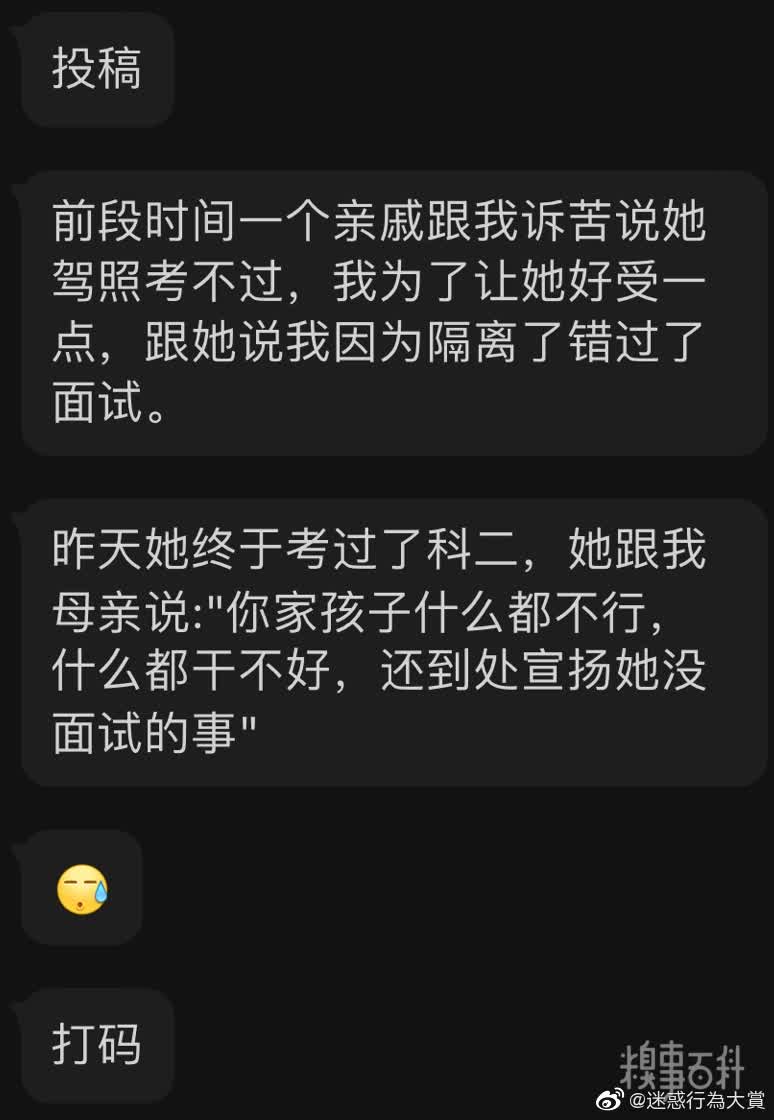 投稿
前段时间一个亲戚跟我诉苦说她
驾照考不过，我为了让她好受一
点，跟她说我因为隔离了错过了
面试。
昨天她终于考过了科二，她跟我
母亲说:"你家孩子什么都不行，
什么都干不好，还到处宣扬她没
面试的事"
打码
糗事百科
@迷惑行為大賞